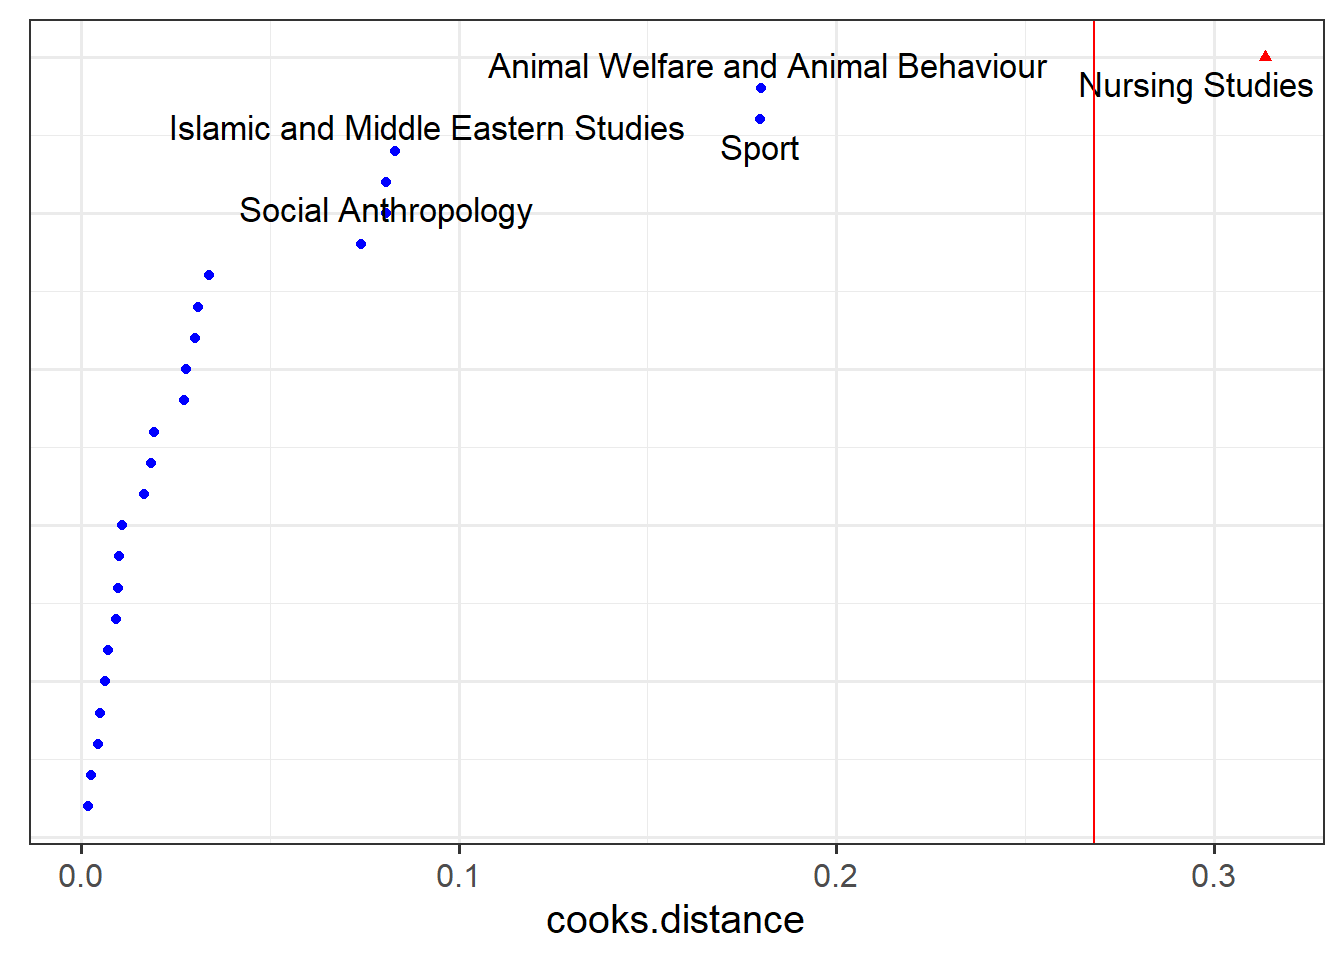 Animal Welfare and Animal Behaviour
Nursing Studies
Islamic and Middle Eastern Studies
Sport
Social Anthropology
0.0 0.1 0.2 0.3
cooks.distance